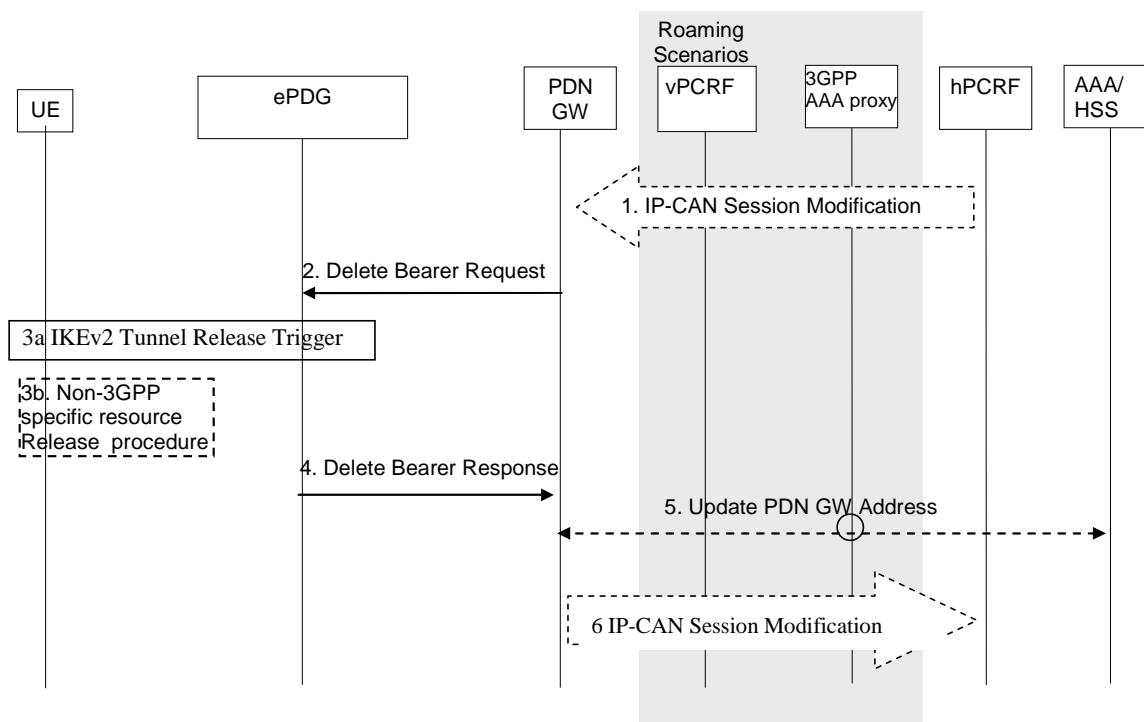 Roaming
Scenarios
UE
ePDG
PDN
GW
vPCRF
3GPP
AAA proxy
hPCRF
AAA/
HSS
1. IP-CAN Session Modification
2. Delete Bearer Request
3a IKEv2 Tunnel Release Trigger
3b. Non-3GPP
specific resource
Release procedure
4. Delete Bearer Response
5. Update PDN GW Address
6 IP-CAN Session Modification